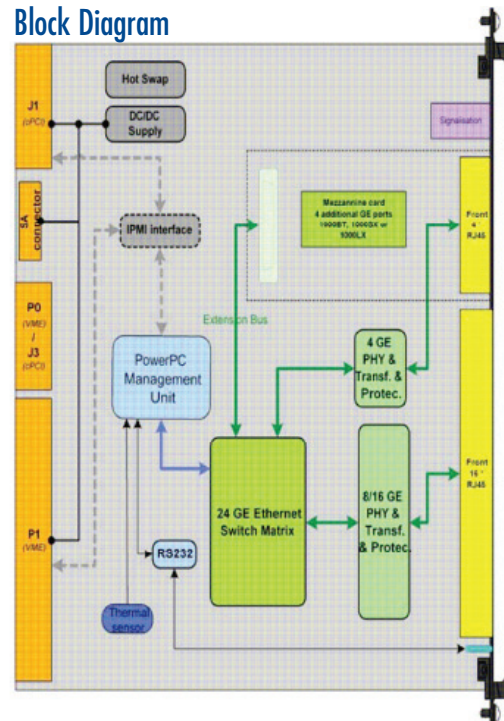 Block Diagram
J1
(cPCI)
Hot Swap
DC/DC
Supply
Signalisation
SA
connector
IPMI interface
Mezzannine card
4 additional GE ports
1000BT, 1000SX or
1000LX
Front
4 *
RJ45
P0
(VME)
/
J3
(cPCI)
Extension Bus
PowerPC
Management
Unit
4 GE
PHY &
Transf. &
Protec.
P1
(VME)
24 GE Ethernet
Switch Matrix
8/16 GE
PHY &
Transf.
& Protec.
Front
16 *
RJ45
RS232
Thermal
sensor